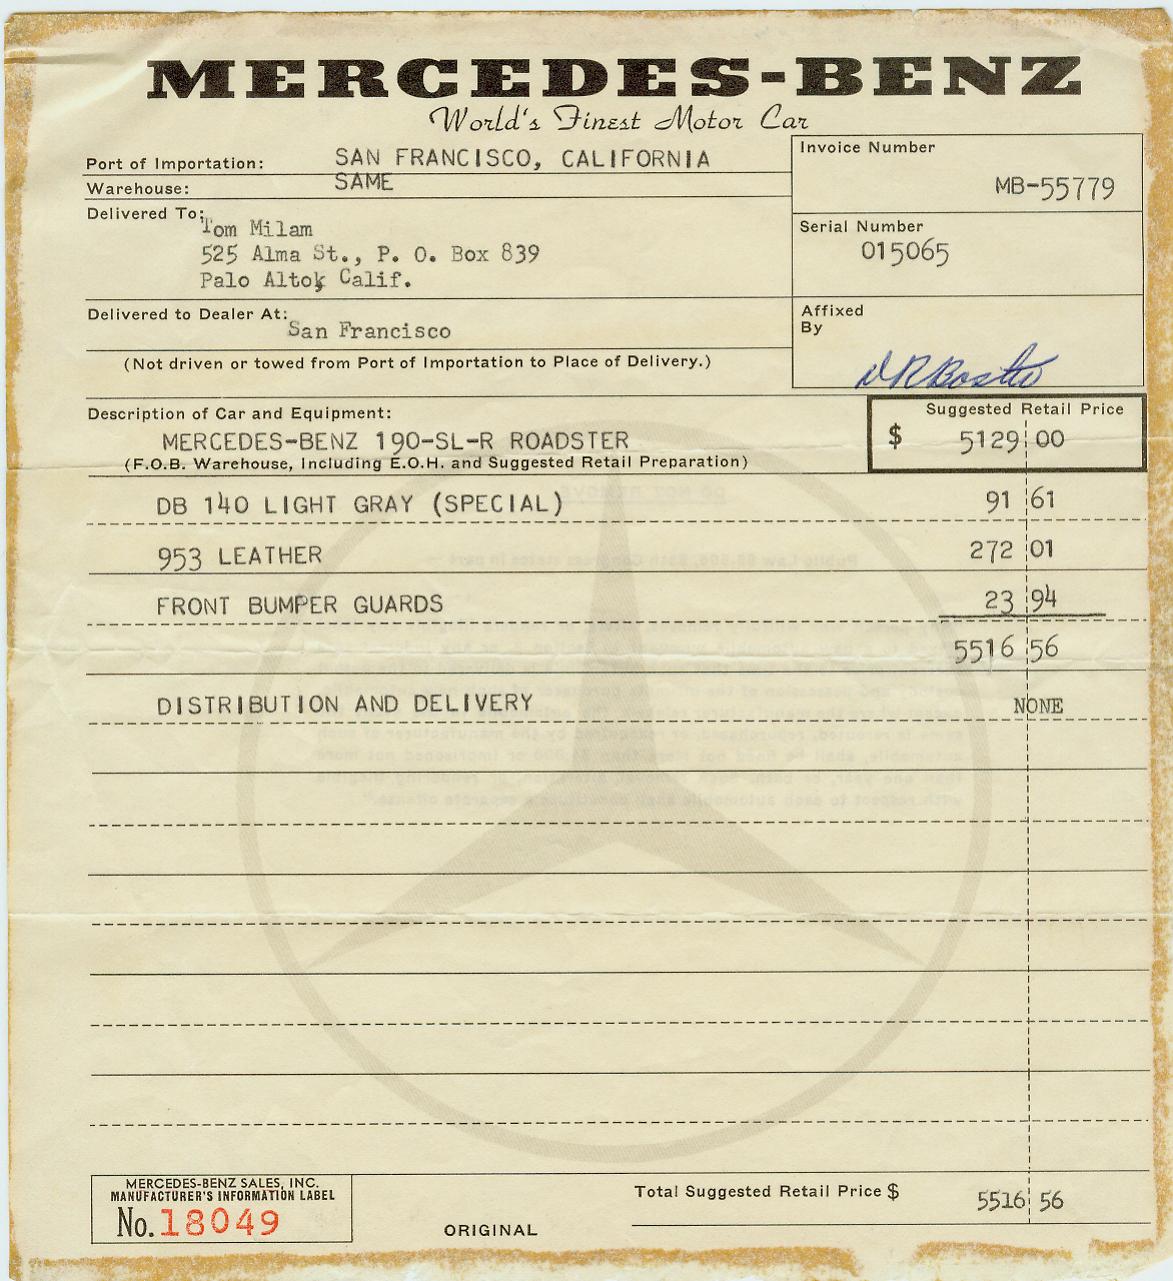 MERCEDES-BENZ
World's Finest Motor Car
Port of Importation: SAN FRANCISCO, CALIFORNIA
Warehouse: SAME
Invoice Number
MB-55779
Delivered To:
Tom Milam
525 Alma St., P. O. Box 839
Palo Alto, Calif.
Serial Number
015065
Delivered to Dealer At:
San Francisco
(Not driven or towed from Port of Importation to Place of Delivery.)
Affixed
By
Description of Car and Equipment:
MERCEDES-BENZ 190-SL-R ROADSTER
(F.O.B. Warehouse, Including E.O.H. and Suggested Retail Preparation)
Suggested Retail Price
$ 5129 00
DB 140 LIGHT GRAY (SPECIAL) 91 61
953 LEATHER 272 01
FRONT BUMPER GUARDS 23 94
5516 56
DISTRIBUTION AND DELIVERY NONE
MERCEDES-BENZ SALES, INC.
MANUFACTURER'S INFORMATION LABEL
No. 18049
ORIGINAL
Total Suggested Retail Price $ 5516 56